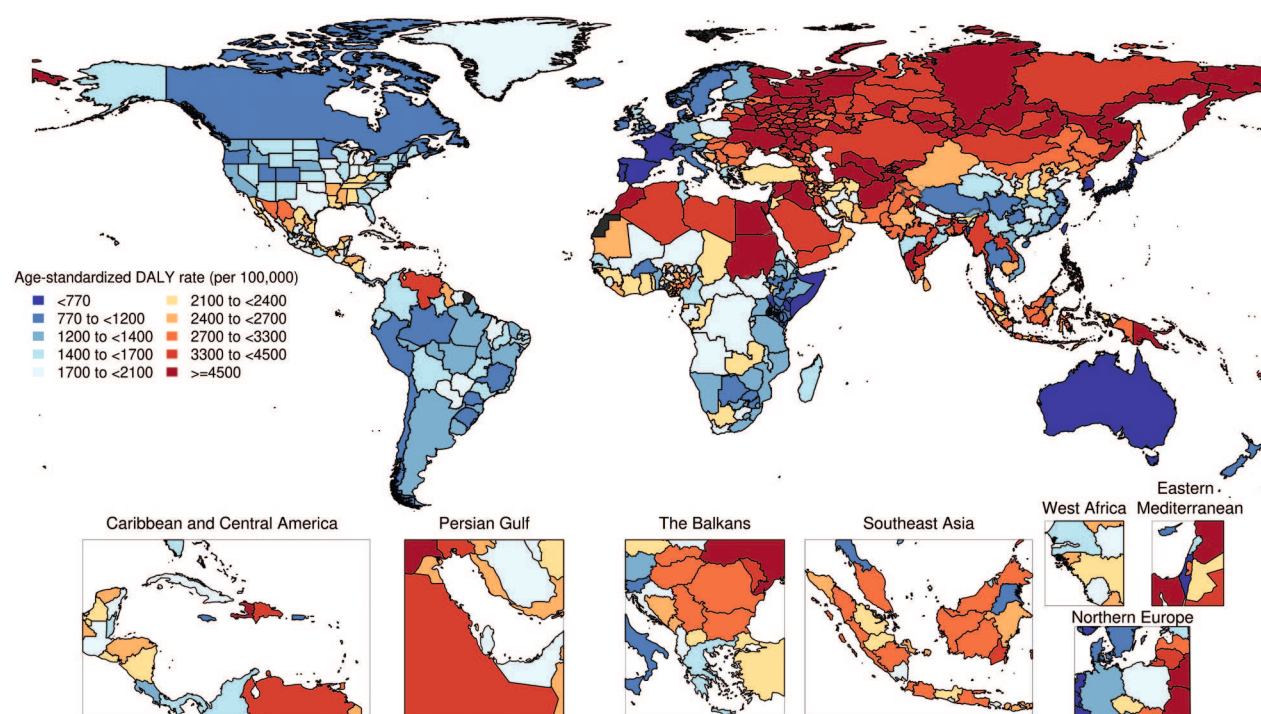 Age-standardized DALY rate (per 100,000)
<770
770 to <1200
1200 to <1400
1400 to <1700
1700 to <2100
2100 to <2400
2400 to <2700
2700 to <3300
3300 to <4500
>=4500
Caribbean and Central America
Persian Gulf
The Balkans
Southeast Asia
West Africa
Eastern
Mediterranean
Northern Europe